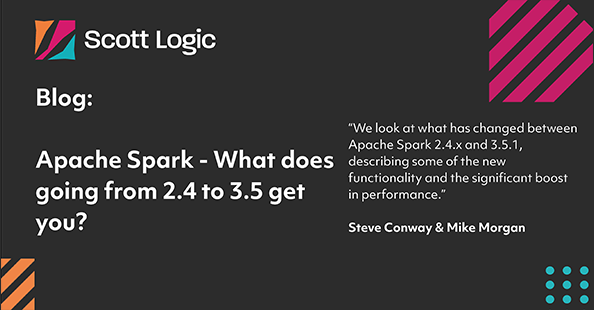 Scott Logic
Blog:
Apache Spark - What does
going from 2.4 to 3.5 get
you?
“We look at what has changed between
Apache Spark 2.4.x and 3.5.1,
describing some of the new
functionality and the significant boost
in performance.”
Steve Conway & Mike Morgan